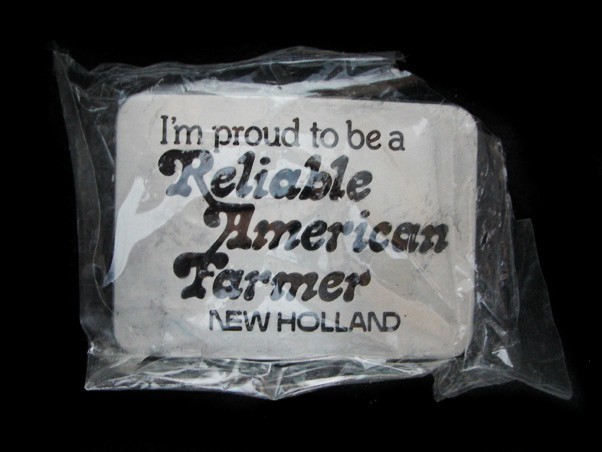 I'm proud to be a
Reliable
American
Farmer
NEW HOLLAND